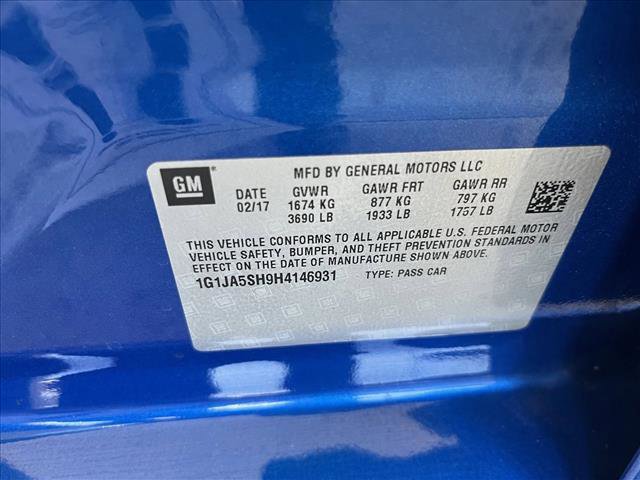 GM
MFD BY GENERAL MOTORS LLC
DATE GVWR GAWR FRT GAWR RR
02/17 1674 KG 877 KG 797 KG
3690 LB 1933 LB 1757 LB
THIS VEHICLE CONFORMS TO ALL APPLICABLE U.S. FEDERAL MOTOR
VEHICLE SAFETY, BUMPER, AND THEFT PREVENTION STANDARDS IN
EFFECT ON THE DATE OF MANUFACTURE SHOWN ABOVE.
1G1JA5SH9H4146931 TYPE: PASS CAR